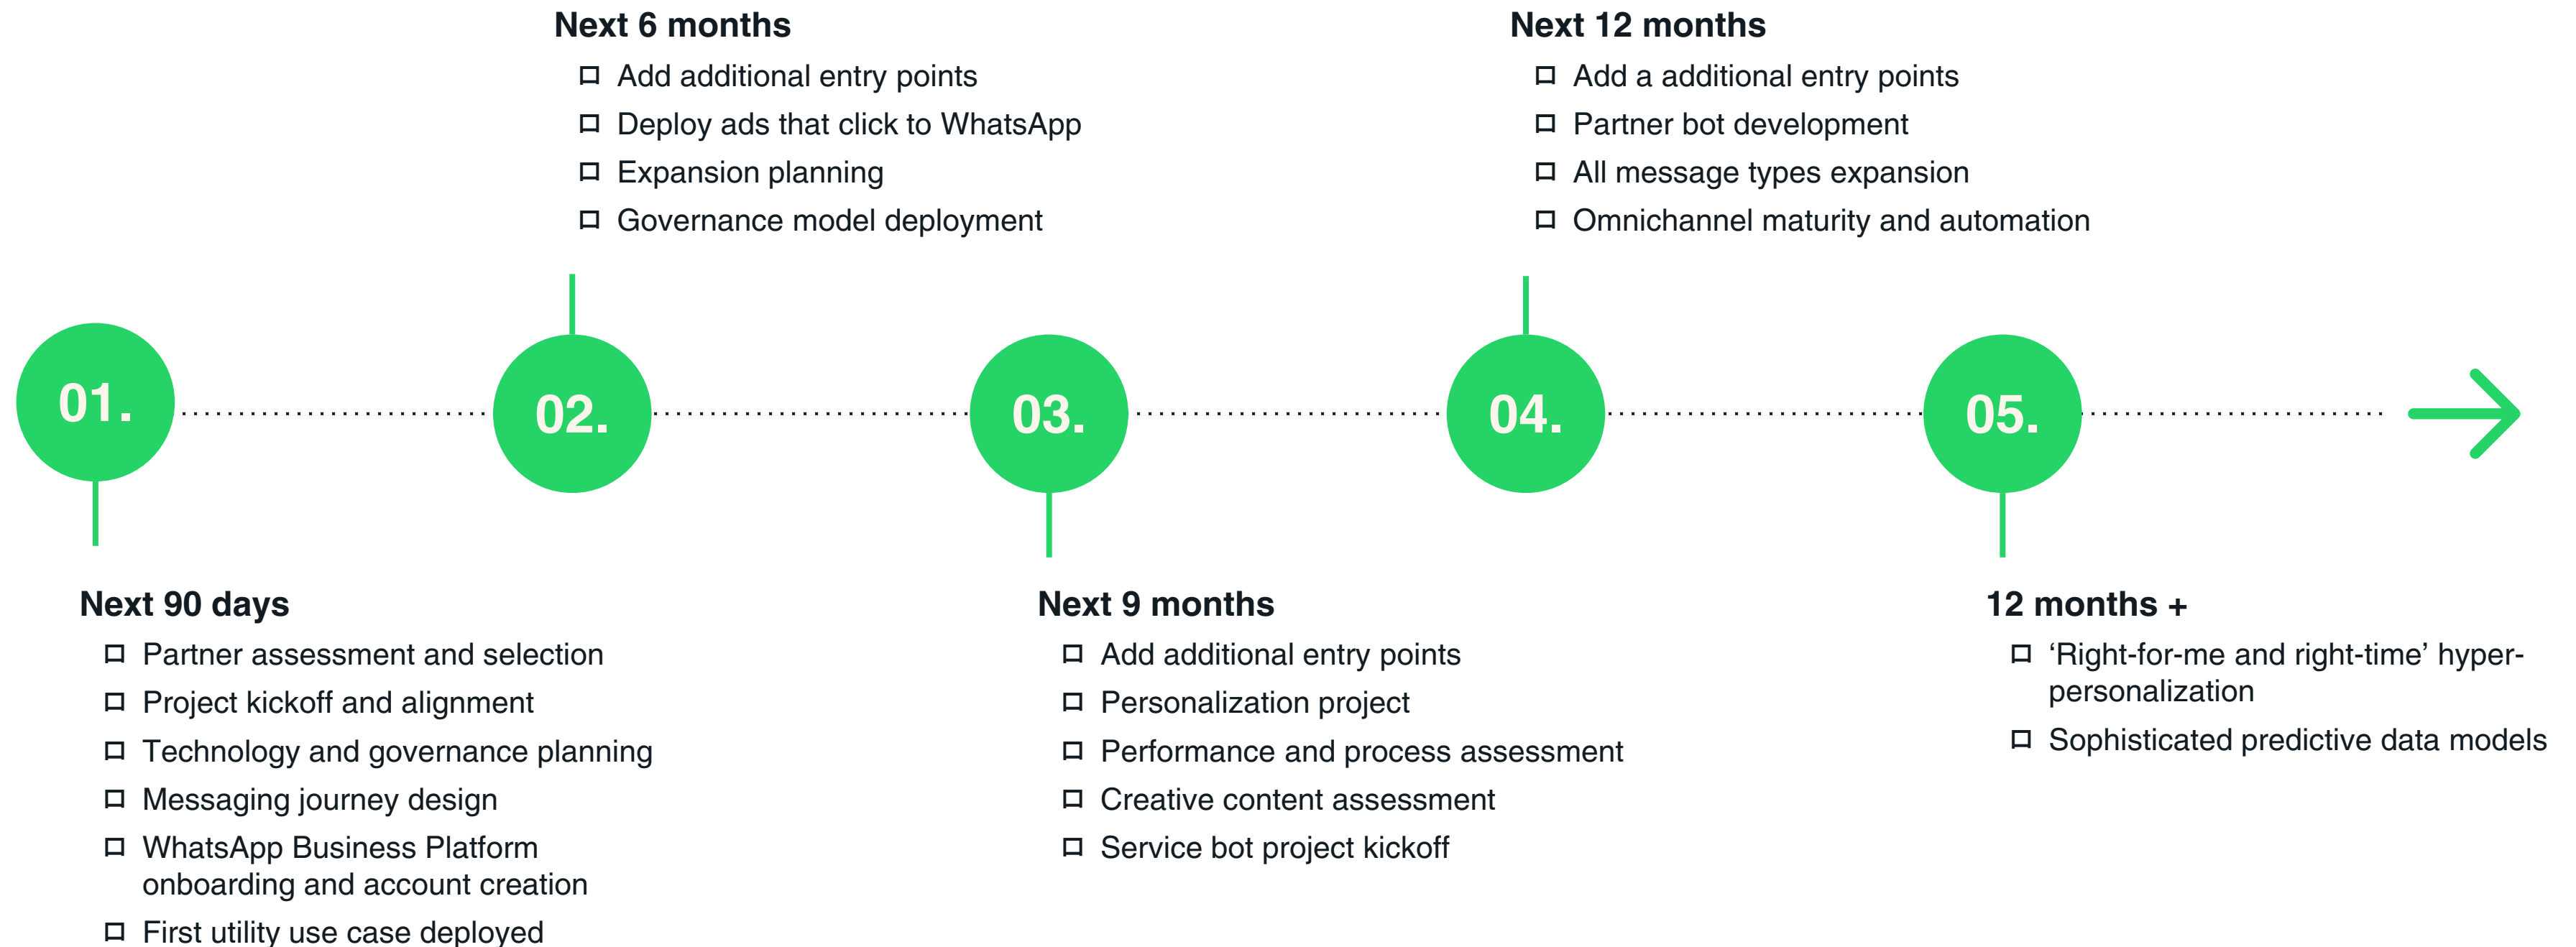 Next 6 months
Add additional entry points
Deploy ads that click to WhatsApp
Expansion planning
Governance model deployment
Next 12 months
Add a additional entry points
Partner bot development
All message types expansion
Omnichannel maturity and automation
01.
02.
03.
04.
05.
Next 90 days
Partner assessment and selection
Project kickoff and alignment
Technology and governance planning
Messaging journey design
WhatsApp Business Platform
onboarding and account creation
First utility use case deployed
Next 9 months
Add additional entry points
Personalization project
Performance and process assessment
Creative content assessment
Service bot project kickoff
12 months +
‘Right-for-me and right-time’ hyper-
personalization
Sophisticated predictive data models